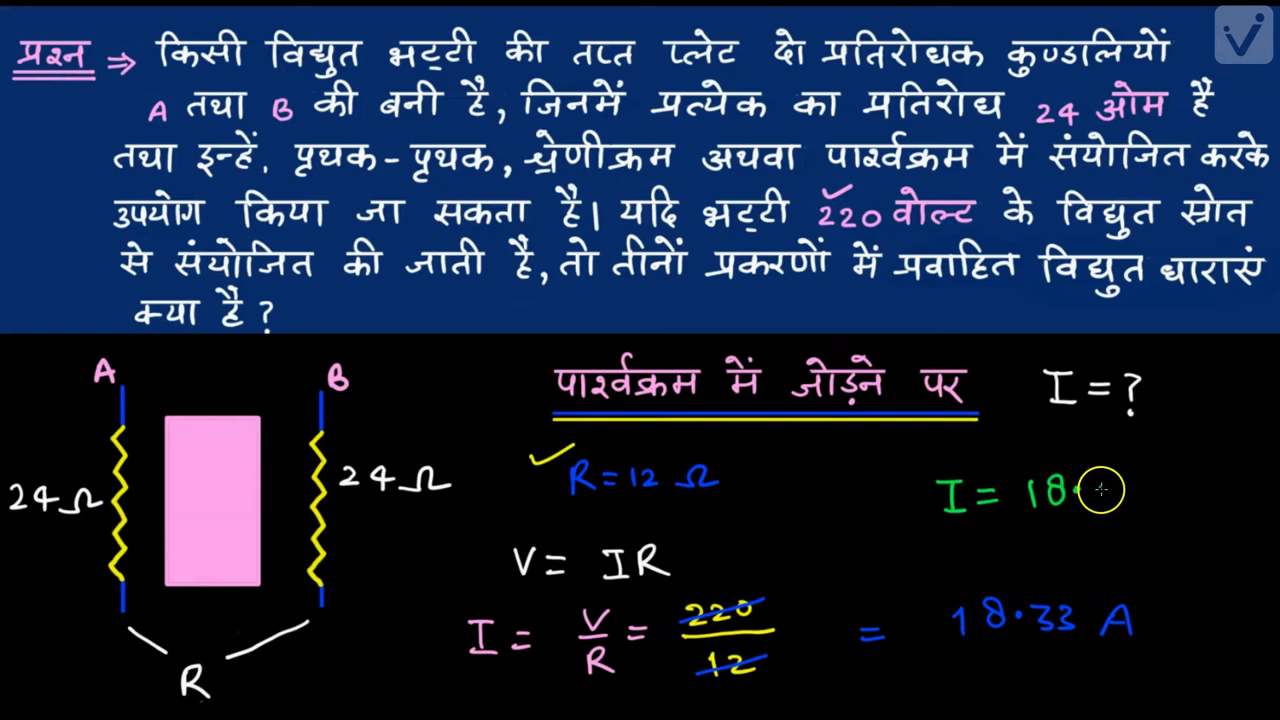 प्रश्न ⇒ किसी विद्युत भट्टी की तप्त प्लेट दो प्रतिरोधक कुण्डलियों
A तथा B की बनी है, जिनमें प्रत्येक का प्रतिरोध 24 ओम है
तथा इन्हें. पृथक-पृथक, श्रेणीक्रम अथवा पार्श्वक्रम में संयोजित करके
उपयोग किया जा सकता है। यदि भट्टी 220 वोल्ट के विद्युत स्रोत
से संयोजित की जाती है, तो तीनों प्रकरणों में प्रवाहित विद्युत धाराएं
क्या है?
A
B
24Ω
24Ω
R
पार्श्वक्रम में जोड़ने पर I = ?
R = 12 Ω
I = 18.
V = IR
I = V/R = 220/12 = 18.33 A